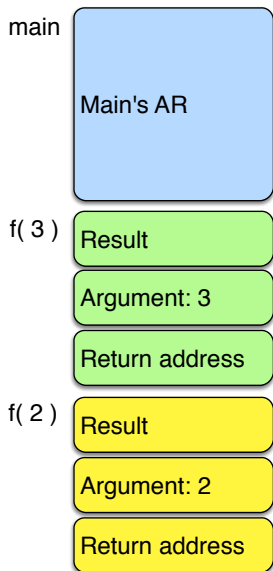 main
Main's AR
f( 3 )
Result
Argument: 3
Return address
f( 2 )
Result
Argument: 2
Return address